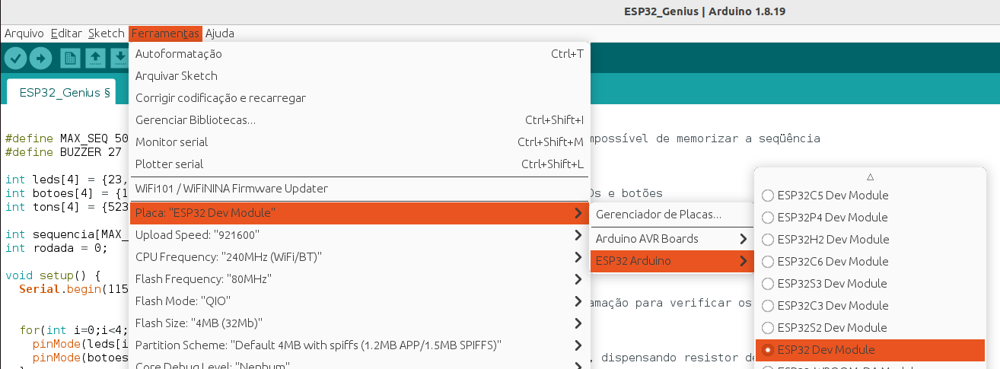 ESP32_Genius | Arduino 1.8.19
Arquivo Editar Sketch Ferramentas Ajuda
ESP32_Genius §
Autoformatação Ctrl+T
Arquivar Sketch
Corrigir codificação e recarregar
Gerenciar Bibliotecas... Ctrl+Shift+I
Monitor serial Ctrl+Shift+M
Plotter serial Ctrl+Shift+L
WiFi101 / WiFiNINA Firmware Updater
Placa: "ESP32 Dev Module"
Upload Speed: "921600"
CPU Frequency: "240MHz (WiFi/BT)"
Flash Frequency: "80MHz"
Flash Mode: "QIO"
Flash Size: "4MB (32Mb)"
Partition Scheme: "Default 4MB with spiffs (1.2MB APP/1.5MB SPIFFS)"
Core Debug Level: "Nenhum"
Gerenciador de Placas...
Arduino AVR Boards
ESP32 Arduino
△
ESP32C5 Dev Module
ESP32P4 Dev Module
ESP32H2 Dev Module
ESP32C6 Dev Module
ESP32S3 Dev Module
ESP32C3 Dev Module
ESP32S2 Dev Module
ESP32 Dev Module
#define MAX_SEQ 50 mpossível de memorizar a seqüência
#define BUZZER 27
int leds[4] = {23,
int botoes[4] = {1 s e botões
int tons[4] = {523
int sequencia[MAX_
int rodada = 0;
void setup() {
Serial.begin(115 amação para verificar os
for(int i=0;i<4;
pinMode(leds[i
pinMode(botoes , dispensando resistor de